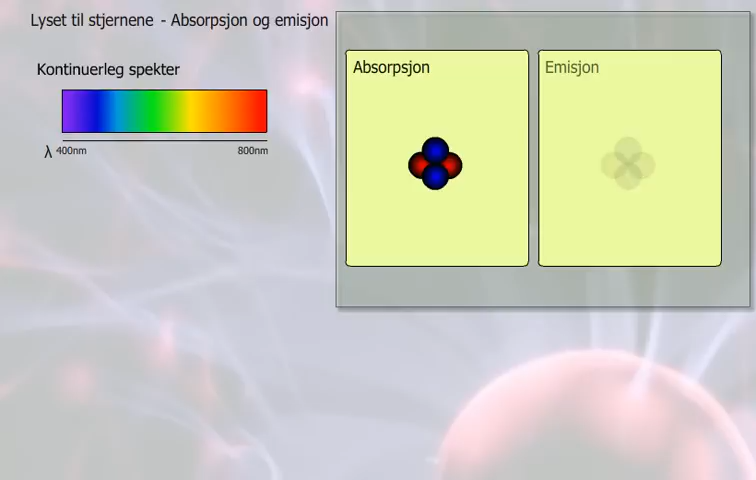 Lyset til stjernene - Absorpsjon og emisjon
Kontinuerleg spekter
λ 400nm 800nm
Absorpsjon
Emisjon